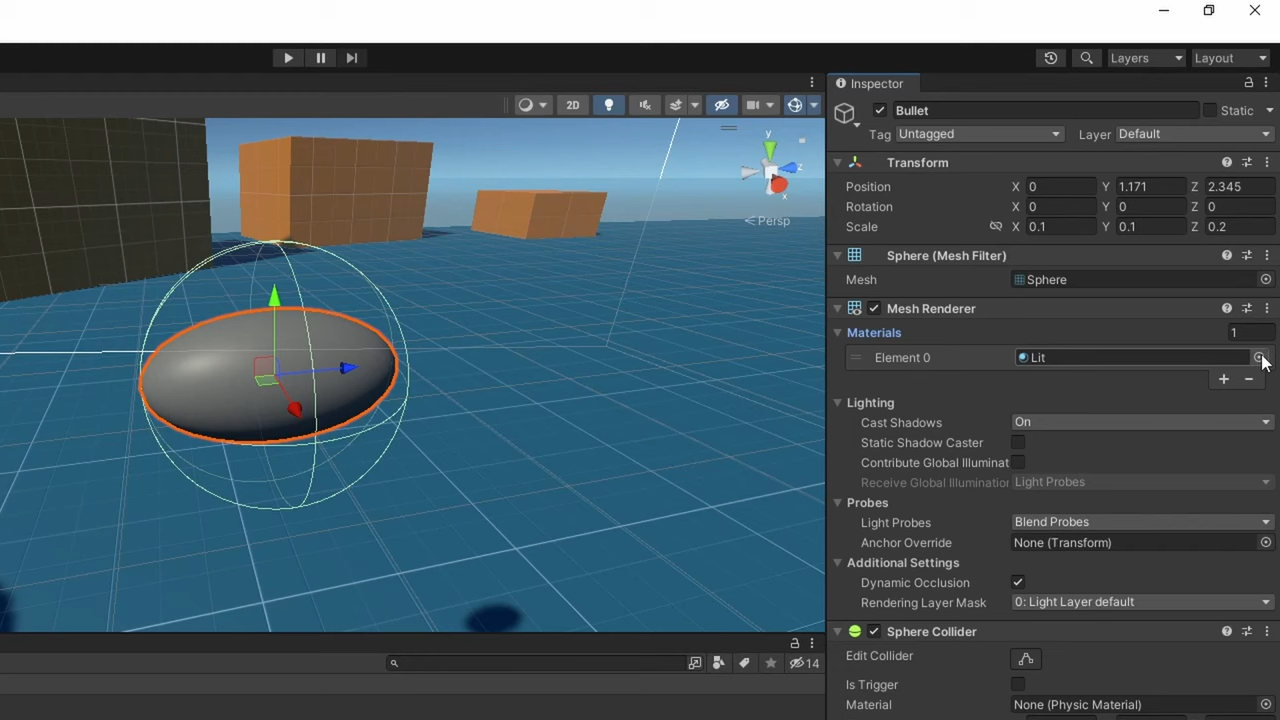 Layers
Layout
Inspector
2D
Bullet
Static
Tag Untagged
Layer Default
Transform
Position X 0 Y 1.171 Z 2.345
Rotation X 0 Y 0 Z 0
Scale X 0.1 Y 0.1 Z 0.2
y
z
x
Persp
Sphere (Mesh Filter)
Mesh Sphere
Mesh Renderer
Materials 1
Element 0 Lit
Lighting
Cast Shadows On
Static Shadow Caster
Contribute Global Illuminat
Receive Global Illumination Light Probes
Probes
Light Probes Blend Probes
Anchor Override None (Transform)
Additional Settings
Dynamic Occlusion
Rendering Layer Mask 0: Light Layer default
Sphere Collider
Edit Collider
14
Is Trigger
Material None (Physic Material)